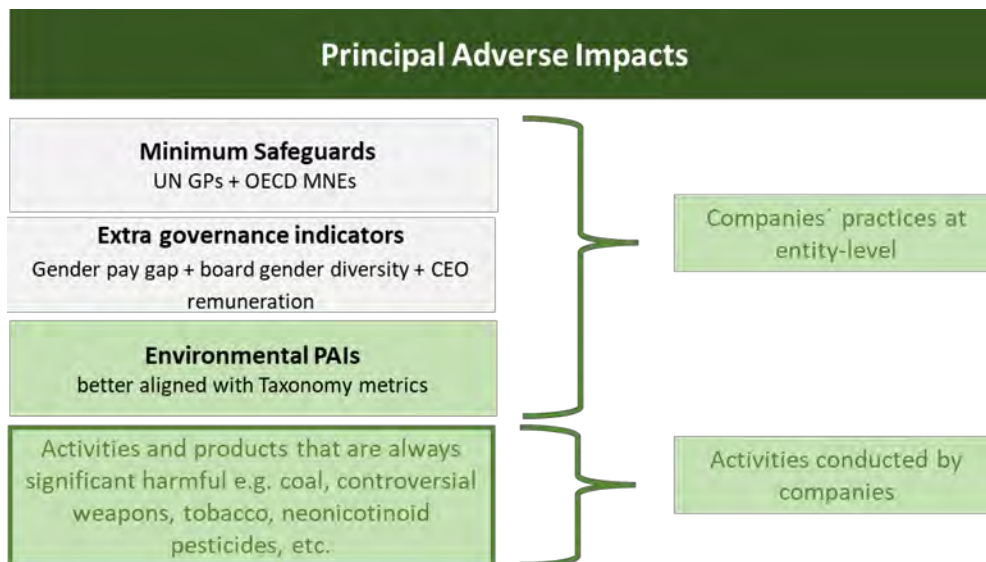 Principal Adverse Impacts
Minimum Safeguards
UN GPs + OECD MNEs
Extra governance indicators
Gender pay gap + board gender diversity + CEO
remuneration
Environmental PAIs
better aligned with Taxonomy metrics
Companies´ practices at
entity-level
Activities and products that are always
significant harmful e.g. coal, controversial
weapons, tobacco, neonicotinoid
pesticides, etc.
Activities conducted by
companies